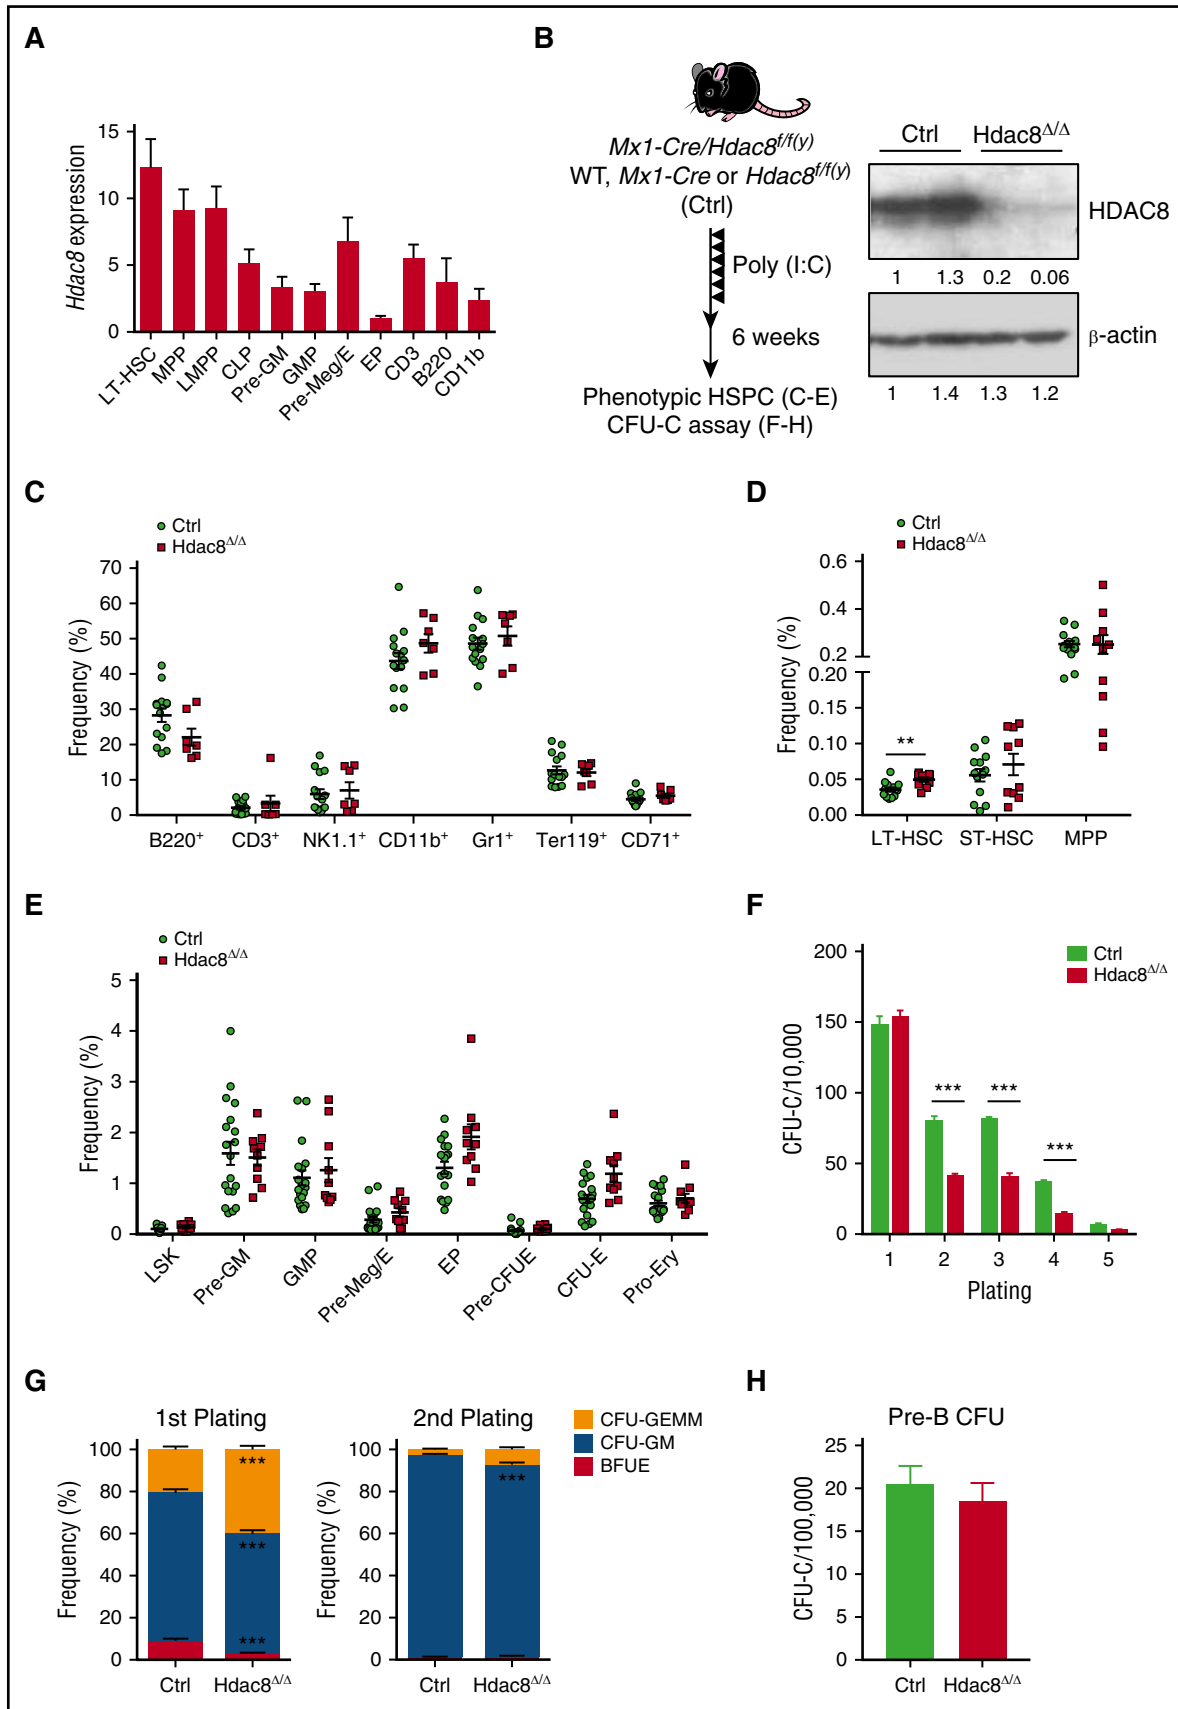 A
Hdac8 expression
15
10
5
0
LT-HSC
MPP
LMPP
CLP
Pre-GM
GMP
Pre-Meg/E
EP
CD3
B220
CD11b
B
Mx1-Cre/Hdac8f/f(y)
WT, Mx1-Cre or Hdac8f/f(y)
(Ctrl)
Poly (I:C)
6 weeks
Phenotypic HSPC (C-E)
CFU-C assay (F-H)
Ctrl Hdac8Δ/Δ
HDAC8
1 1.3 0.2 0.06
β-actin
1 1.4 1.3 1.2
C
Ctrl
Hdac8Δ/Δ
Frequency (%)
70
60
50
40
30
20
10
0
B220+ CD3+ NK1.1+ CD11b+ Gr1+ Ter119+ CD71+
D
Ctrl
Hdac8Δ/Δ
Frequency (%)
0.6
0.4
0.2
0.20
0.15
0.10
0.05
0.00
**
LT-HSC ST-HSC MPP
E
Ctrl
Hdac8Δ/Δ
Frequency (%)
5
4
3
2
1
0
LSK
Pre-GM
GMP
Pre-Meg/E
EP
Pre-CFUE
CFU-E
Pro-Ery
F
Ctrl
Hdac8Δ/Δ
CFU-C/10,000
200
150
100
50
0
*** *** ***
1 2 3 4 5
Plating
G
1st Plating
Frequency (%)
100
80
60
40
20
0
***
***
***
Ctrl Hdac8Δ/Δ
2nd Plating
Frequency (%)
100
80
60
40
20
0
***
Ctrl Hdac8Δ/Δ
CFU-GEMM
CFU-GM
BFUE
H
Pre-B CFU
CFU-C/100,000
25
20
15
10
5
0
Ctrl Hdac8Δ/Δ